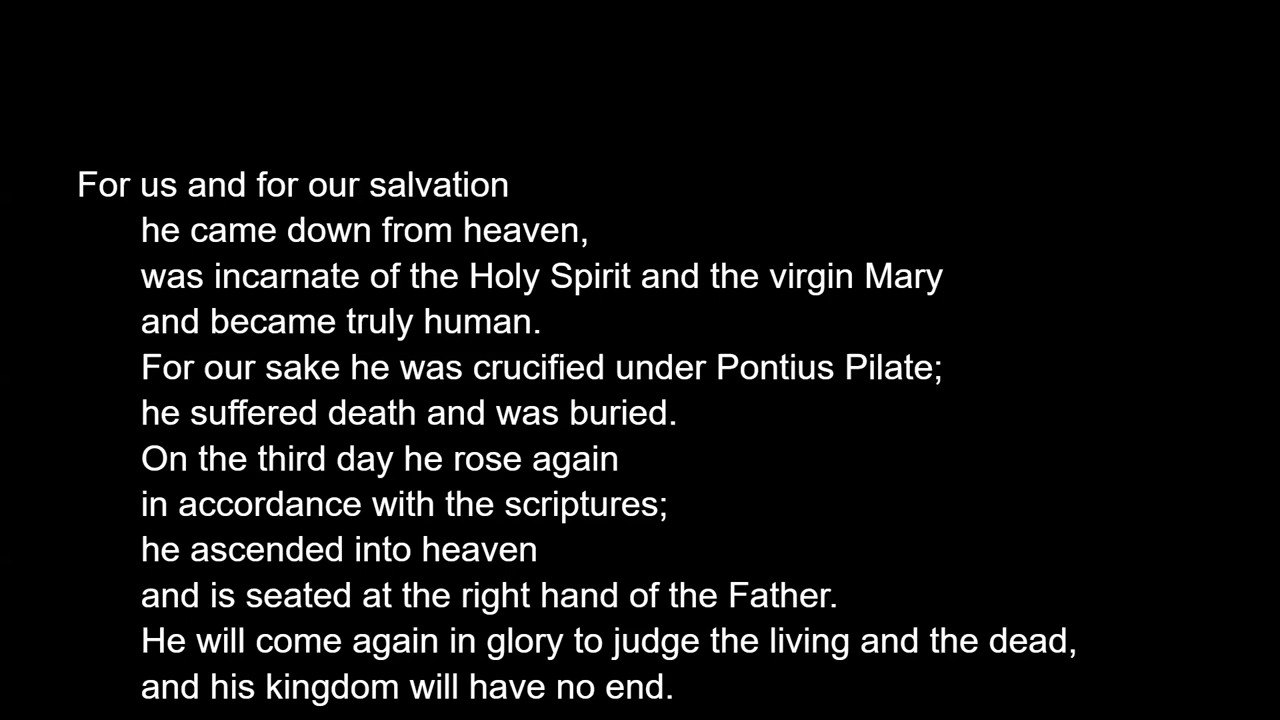 For us and for our salvation
he came down from heaven,
was incarnate of the Holy Spirit and the virgin Mary
and became truly human.
For our sake he was crucified under Pontius Pilate;
he suffered death and was buried.
On the third day he rose again
in accordance with the scriptures;
he ascended into heaven
and is seated at the right hand of the Father.
He will come again in glory to judge the living and the dead,
and his kingdom will have no end.